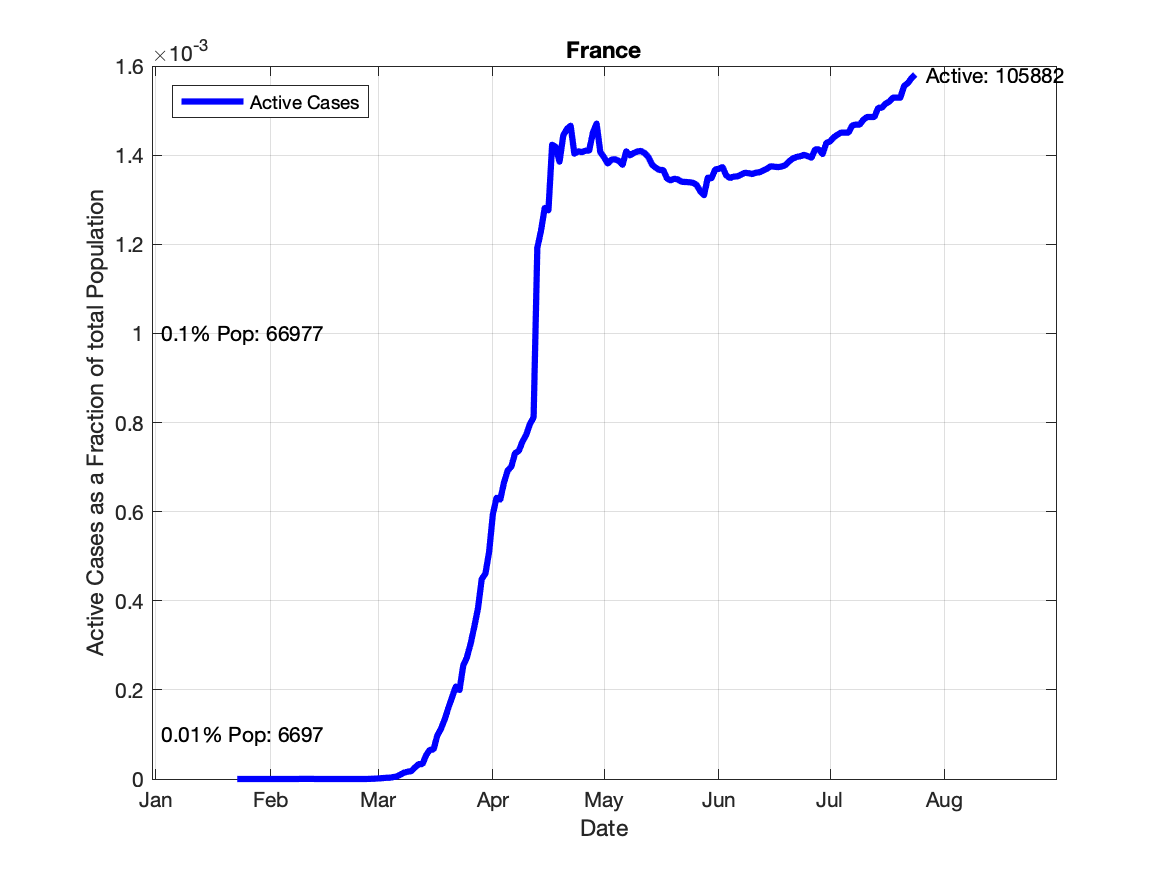 France
×10-3
1.6
Active: 105882
Active Cases
1.4
1.2
1
0.1% Pop: 66977
0.8
0.6
0.4
0.2
0.01% Pop: 6697
0
Active Cases as a Fraction of total Population
Jan Feb Mar Apr May Jun Jul Aug
Date